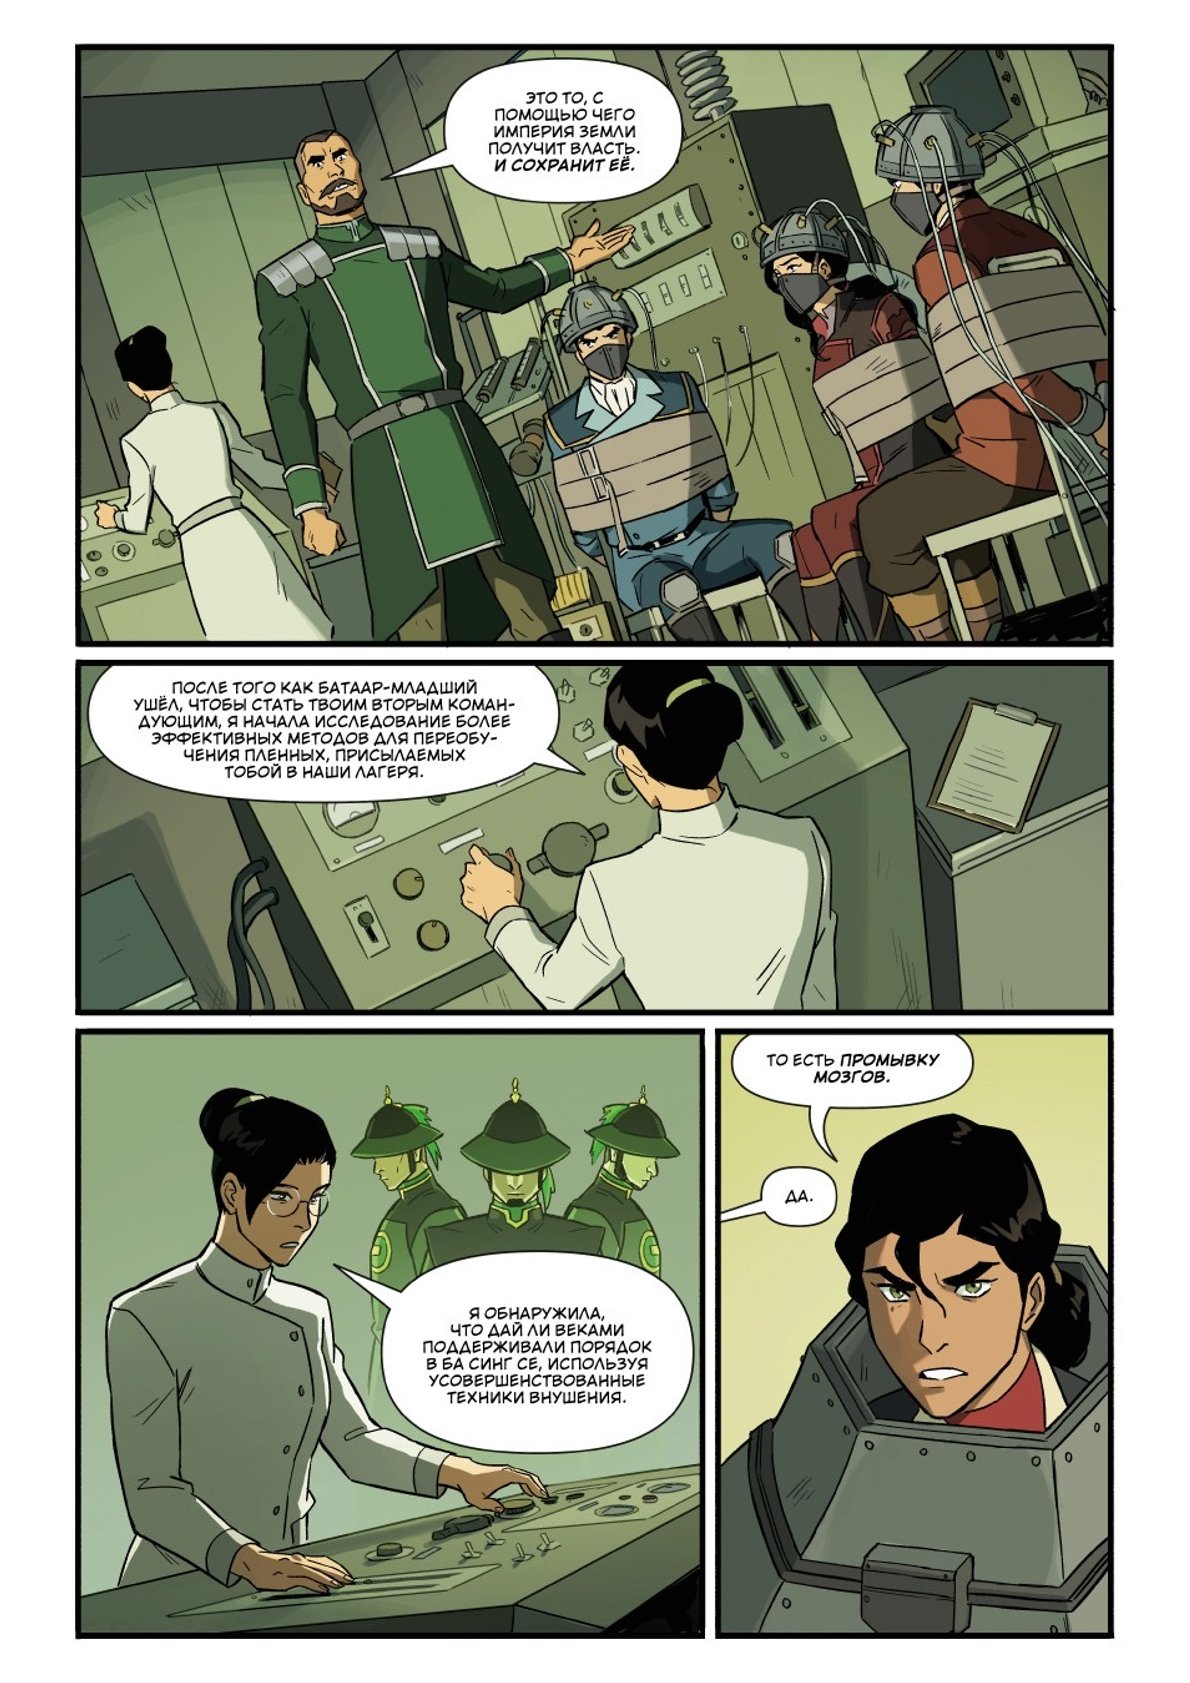 ЭТО ТО, С
ПОМОЩЬЮ ЧЕГО
ИМПЕРИЯ ЗЕМЛИ
ПОЛУЧИТ ВЛАСТЬ.
И СОХРАНИТ ЕЁ.
ПОСЛЕ ТОГО КАК БАТААР-МЛАДШИЙ
УШЁЛ, ЧТОБЫ СТАТЬ ТВОИМ ВТОРЫМ КОМАН-
ДУЮЩИМ, Я НАЧАЛА ИССЛЕДОВАНИЕ БОЛЕЕ
ЭФФЕКТИВНЫХ МЕТОДОВ ДЛЯ ПЕРЕОБУ-
ЧЕНИЯ ПЛЕННЫХ, ПРИСЫЛАЕМЫХ
ТОБОЙ В НАШИ ЛАГЕРЯ.
Я ОБНАРУЖИЛА,
ЧТО ДАЙ ЛИ ВЕКАМИ
ПОДДЕРЖИВАЛИ ПОРЯДОК
В БА СИНГ СЕ, ИСПОЛЬЗУЯ
УСОВЕРШЕНСТВОВАННЫЕ
ТЕХНИКИ ВНУШЕНИЯ.
ТО ЕСТЬ ПРОМЫВКУ
МОЗГОВ.
ДА.